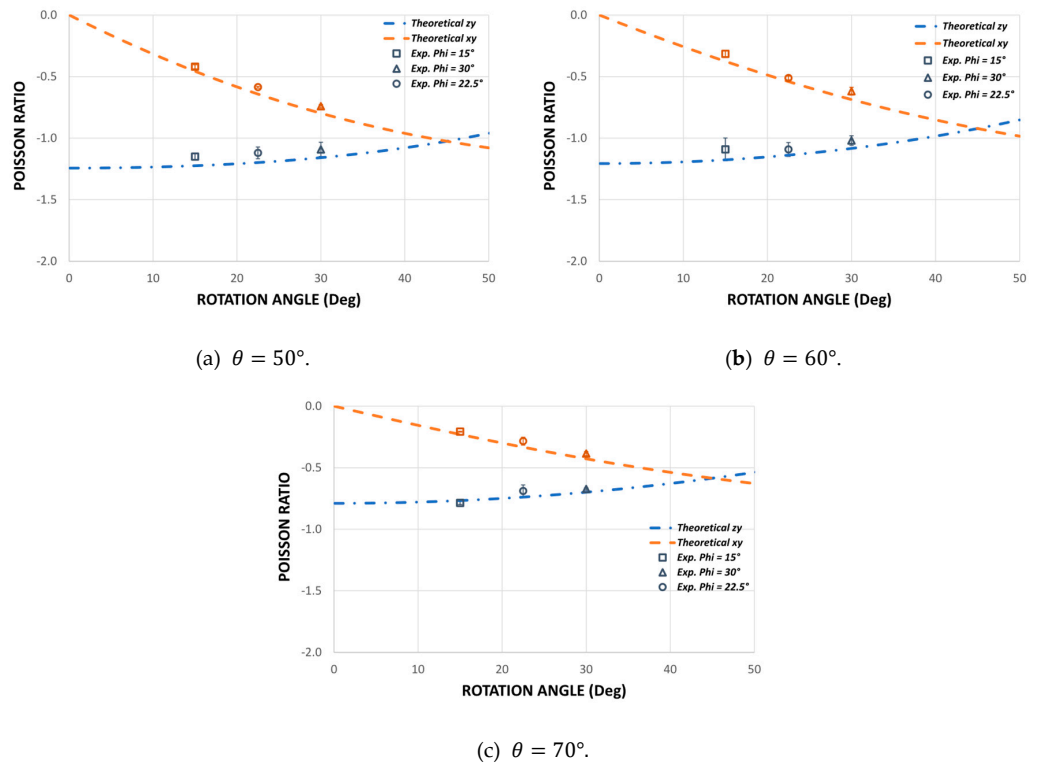 0.0
-0.5
-1.0
-1.5
-2.0
POISSON RATIO
0 10 20 30 40 50
ROTATION ANGLE (Deg)
Theoretical zy
Theoretical xy
Exp. Phi = 15°
Exp. Phi = 30°
Exp. Phi = 22.5°
(a) θ = 50°.
0.0
-0.5
-1.0
-1.5
-2.0
POISSON RATIO
0 10 20 30 40 50
ROTATION ANGLE (Deg)
Theoretical zy
Theoretical xy
Exp. Phi = 15°
Exp. Phi = 30°
Exp. Phi = 22.5°
(b) θ = 60°.
0.0
-0.5
-1.0
-1.5
-2.0
POISSON RATIO
0 10 20 30 40 50
ROTATION ANGLE (Deg)
Theoretical zy
Theoretical xy
Exp. Phi = 15°
Exp. Phi = 30°
Exp. Phi = 22.5°
(c) θ = 70°.